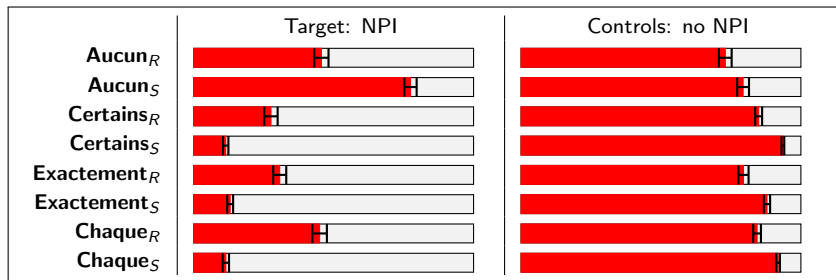 Target: NPI Controls: no NPI
Aucun_R
Aucun_S
Certains_R
Certains_S
Exactement_R
Exactement_S
Chaque_R
Chaque_S